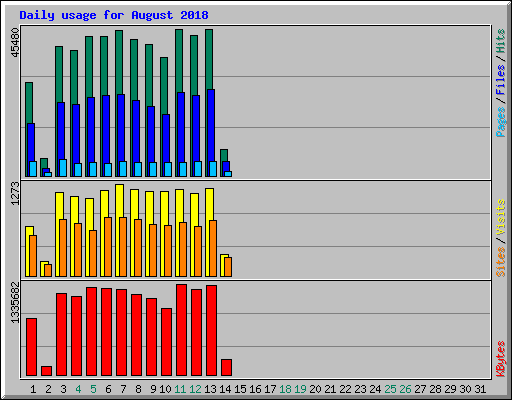 Daily usage for August 2018
45480
Pages / Files / Hits
1273
Sites / Visits
1335682
KBytes
1 2 3 4 5 6 7 8 9 10 11 12 13 14 15 16 17 18 19 20 21 22 23 24 25 26 27 28 29 30 31